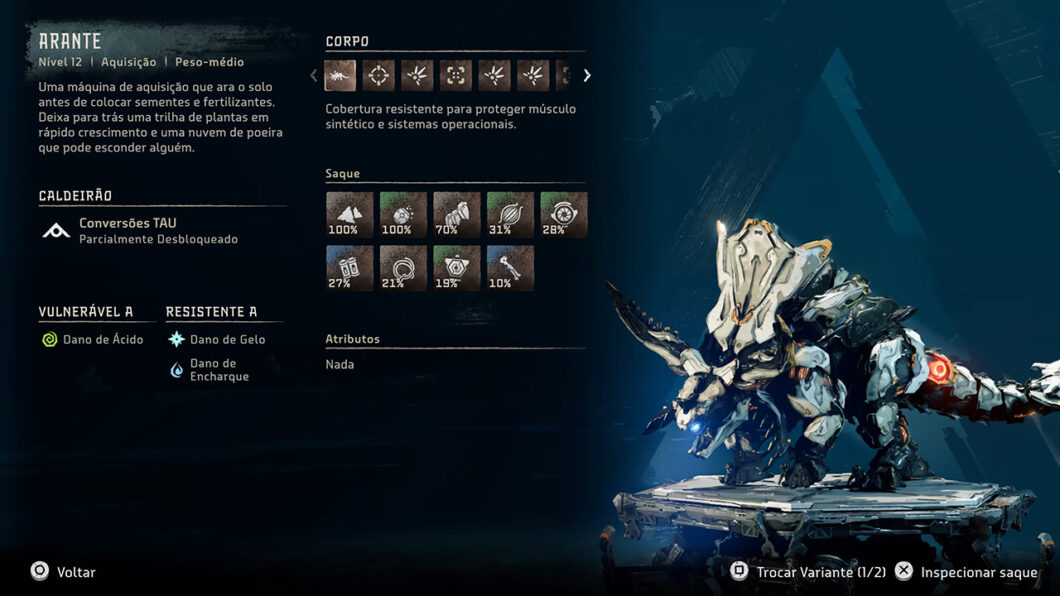 ARANTE
Nível 12 | Aquisição | Peso-médio
Uma máquina de aquisição que ara o solo
antes de colocar sementes e fertilizantes.
Deixa para trás uma trilha de plantas em
rápido crescimento e uma nuvem de poeira
que pode esconder alguém.
CALDEIRÃO
Conversões TAU
Parcialmente Desbloqueado
VULNERÁVEL A
Dano de Ácido
RESISTENTE A
Dano de Gelo
Dano de
Encharque
CORPO
Cobertura resistente para proteger músculo
sintético e sistemas operacionais.
Saque
100% 100% 70% 31% 28%
27% 21% 19% 10%
Atributos
Nada
Voltar
Trocar Variante (1/2) Inspecionar saque